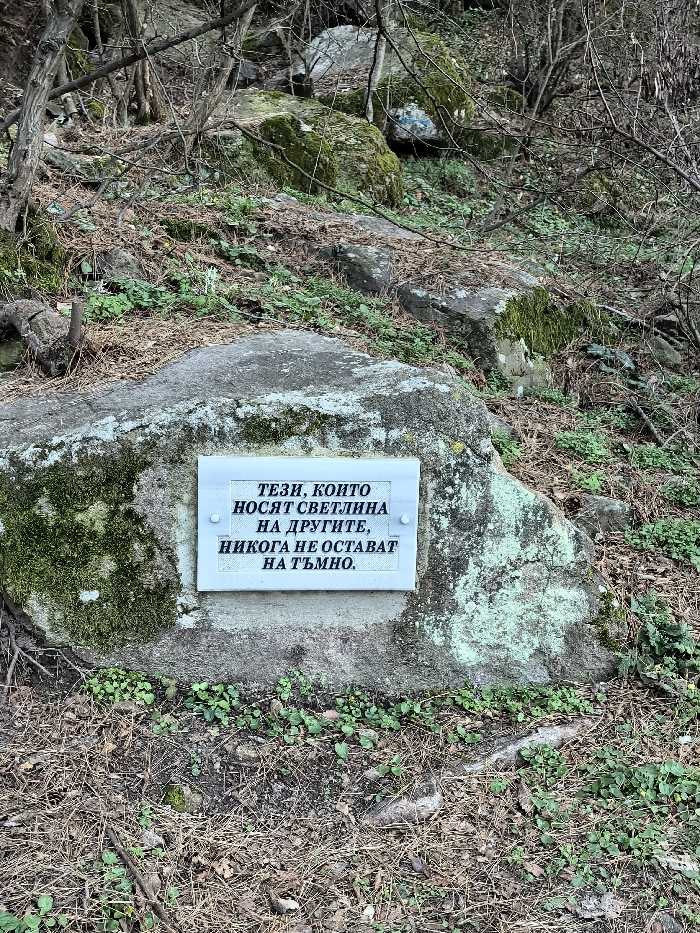 ТЕЗИ, КОИТО
НОСЯТ СВЕТЛИНА
НА ДРУГИТЕ,
НИКОГА НЕ ОСТАВАТ
НА ТЪМНО.